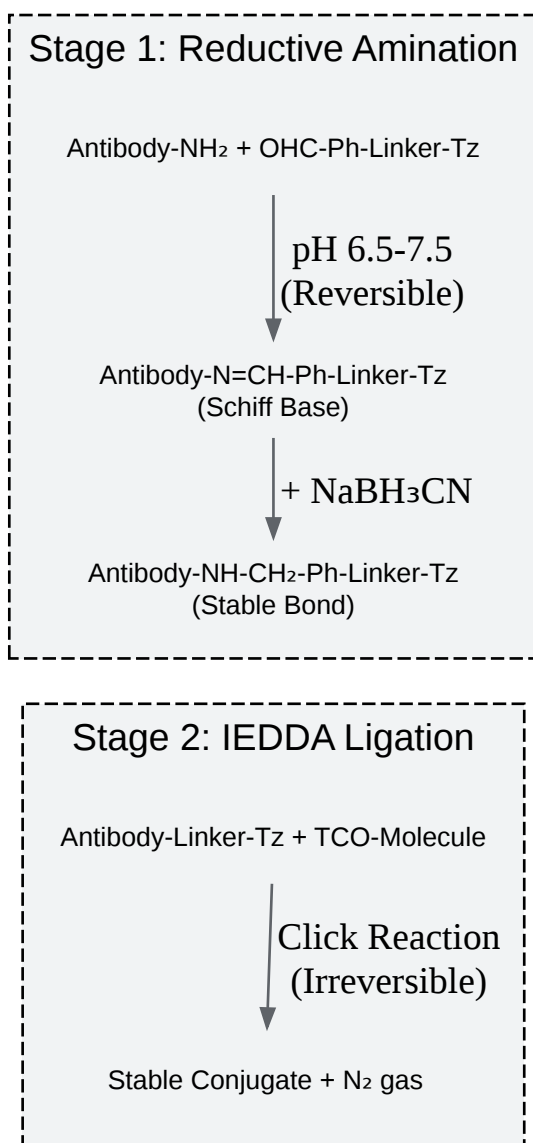 Stage 1: Reductive Amination
Antibody-NH₂ + OHC-Ph-Linker-Tz
pH 6.5-7.5
(Reversible)
Antibody-N=CH-Ph-Linker-Tz
(Schiff Base)
+ NaBH₃CN
Antibody-NH-CH₂-Ph-Linker-Tz
(Stable Bond)
Stage 2: IEDDA Ligation
Antibody-Linker-Tz + TCO-Molecule
Click Reaction
(Irreversible)
Stable Conjugate + N₂ gas